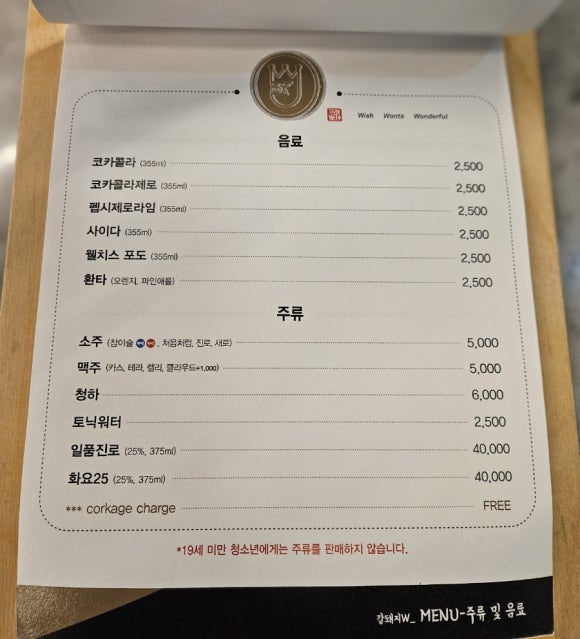 Wish Wants Wonderful
음료
코카콜라 (355ml) 2,500
코카콜라제로 (355ml) 2,500
펩시제로라임 (355ml) 2,500
사이다 (355ml) 2,500
웰치스 포도 (355ml) 2,500
환타 (오렌지, 파인애플) 2,500
주류
소주 (참이슬 , 처음처럼, 진로, 새로) 5,000
맥주 (카스, 테라, 켈리, 클라우드+1,000) 5,000
청하 6,000
토닉워터 2,500
일품진로 (25%, 375ml) 40,000
화요25 (25%, 375ml) 40,000
*** corkage charge FREE
*19세 미만 청소년에게는 주류를 판매하지 않습니다.
값돼지W_ MENU-주류 및 음료